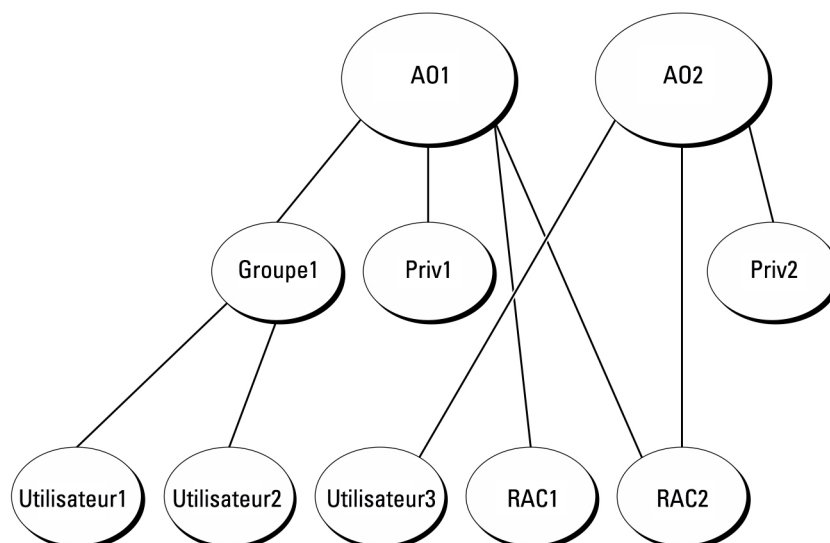 AO1
AO2
Groupe1
Priv1
Priv2
Utilisateur1
Utilisateur2
Utilisateur3
RAC1
RAC2